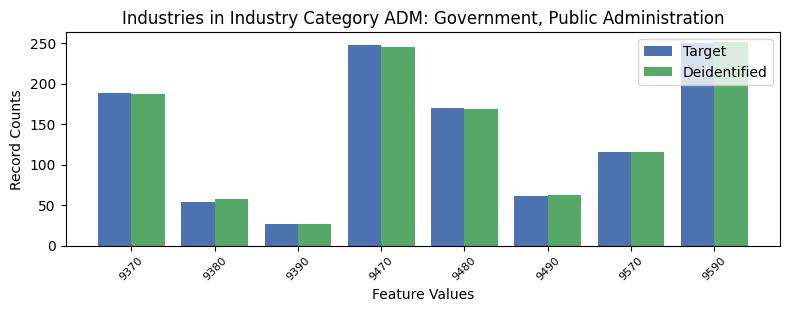 Industries in Industry Category ADM: Government, Public Administration
Record Counts
250
200
150
100
50
0
Target
Deidentified
9370
9380
9390
9470
9480
9490
9570
9590
Feature Values